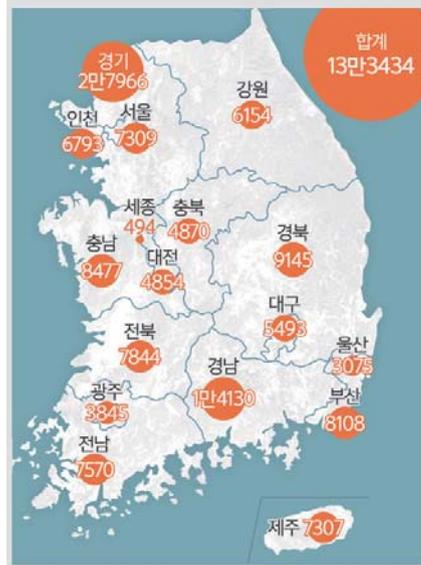 합계
13만3434
경기
2만7966
강원
6154
인천
6793
서울
7309
세종
494
충북
4870
충남
8477
대전
4854
경북
9145
대구
5493
전북
7844
경남
1만4130
울산
3075
부산
8108
광주
3845
전남
7570
제주 7307